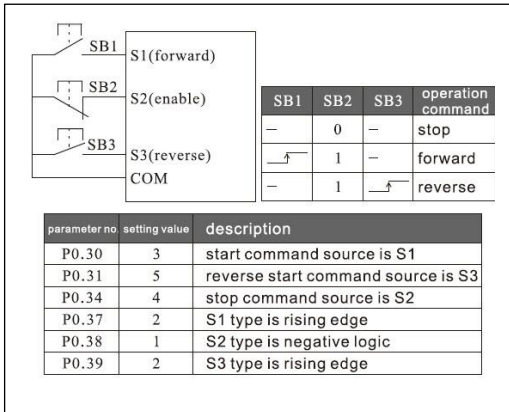 SB1
S1(forward)
SB2
S2(enable)
SB3
S3(reverse)
COM
SB1 SB2 SB3 operation command
— 0 — stop
1 — forward
— 1 reverse
parameter no. setting value description
P0.30 3 start command source is S1
P0.31 5 reverse start command source is S3
P0.34 4 stop command source is S2
P0.37 2 S1 type is rising edge
P0.38 1 S2 type is negative logic
P0.39 2 S3 type is rising edge